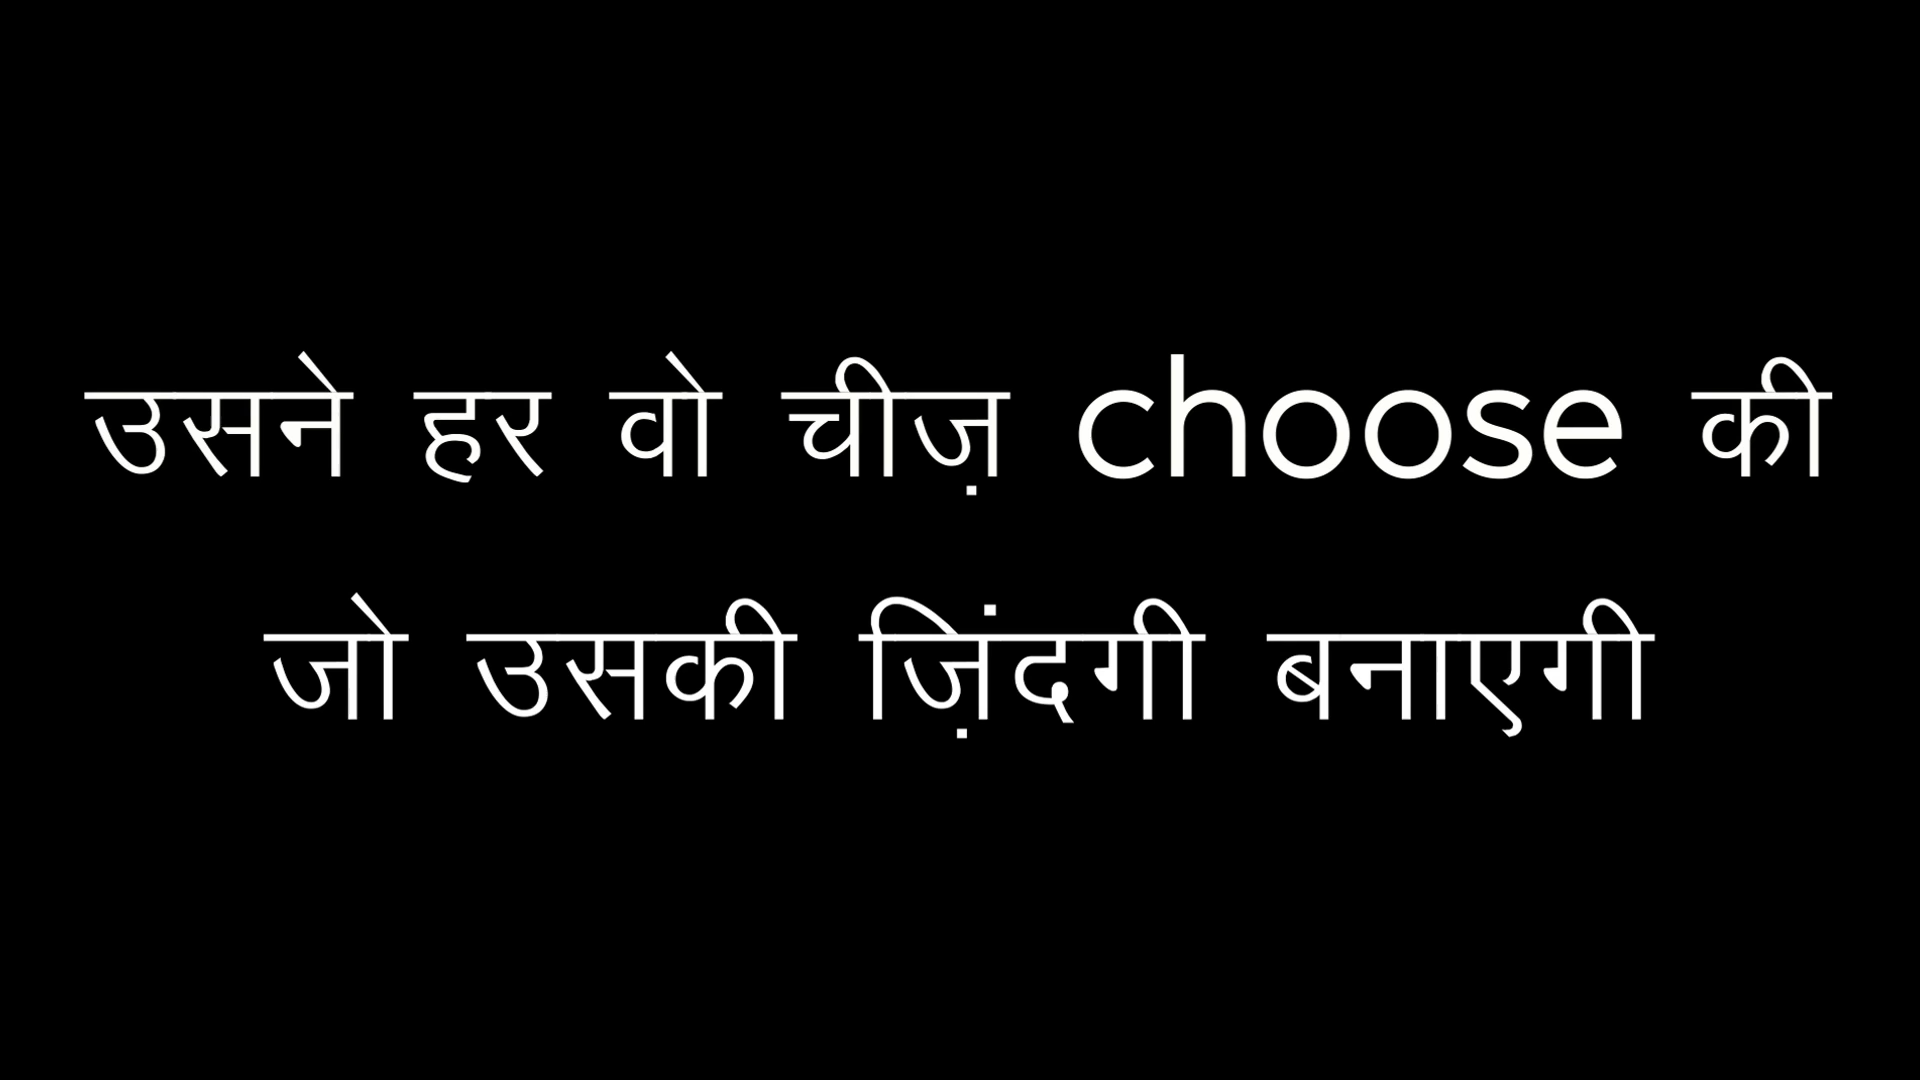 उसने हर वो चीज़ choose की
जो उसकी ज़िंदगी बनाएगी